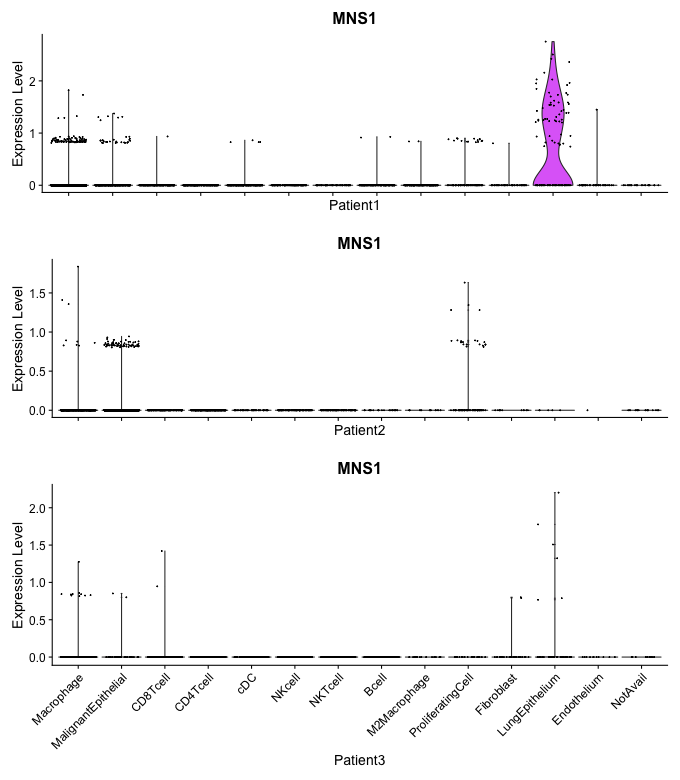 MNS1
Expression Level
2
1
0
Patient1
MNS1
Expression Level
1.5
1.0
0.5
0.0
Patient2
MNS1
Expression Level
2.0
1.5
1.0
0.5
0.0
Macrophage
MalignantEpithelial
CD8Tcell
CD4Tcell
cDC
NKcell
NKTcell
Bcell
M2Macrophage
ProliferatingCell
Fibroblast
LungEpithelium
Endothelium
NotAvail
Patient3